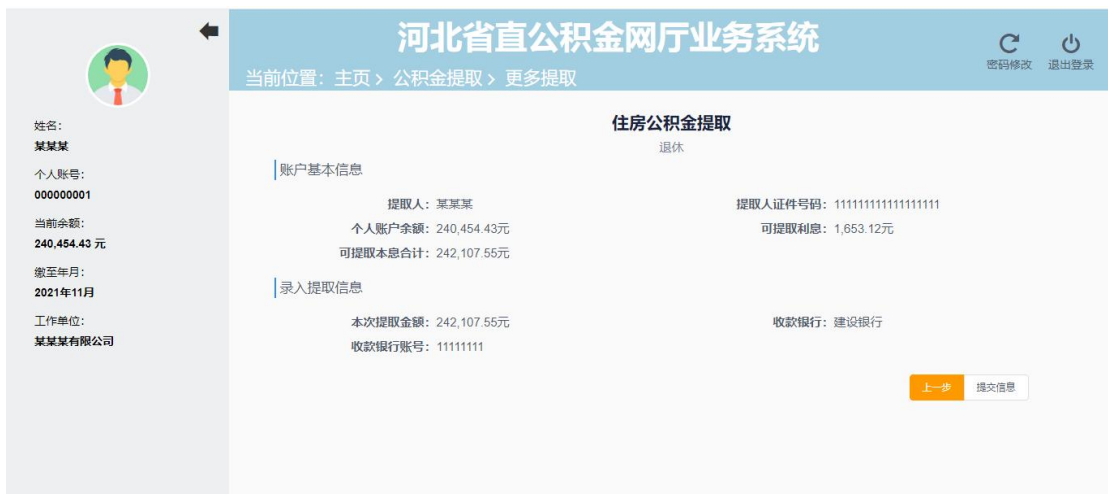 河北省直公积金网厅业务系统
密码修改 退出登录
当前位置：主页 > 公积金提取 > 更多提取
姓名：
某某某
个人账号：
000000001
当前余额：
240,454.43 元
缴至年月：
2021年11月
工作单位：
某某某有限公司
住房公积金提取
退休
账户基本信息
提取人：某某某 提取人证件号码：111111111111111111
个人账户余额：240,454.43元 可提取利息：1,653.12元
可提取本息合计：242,107.55元
录入提取信息
本次提取金额：242,107.55元 收款银行：建设银行
收款银行账号：11111111
上一步 提交信息